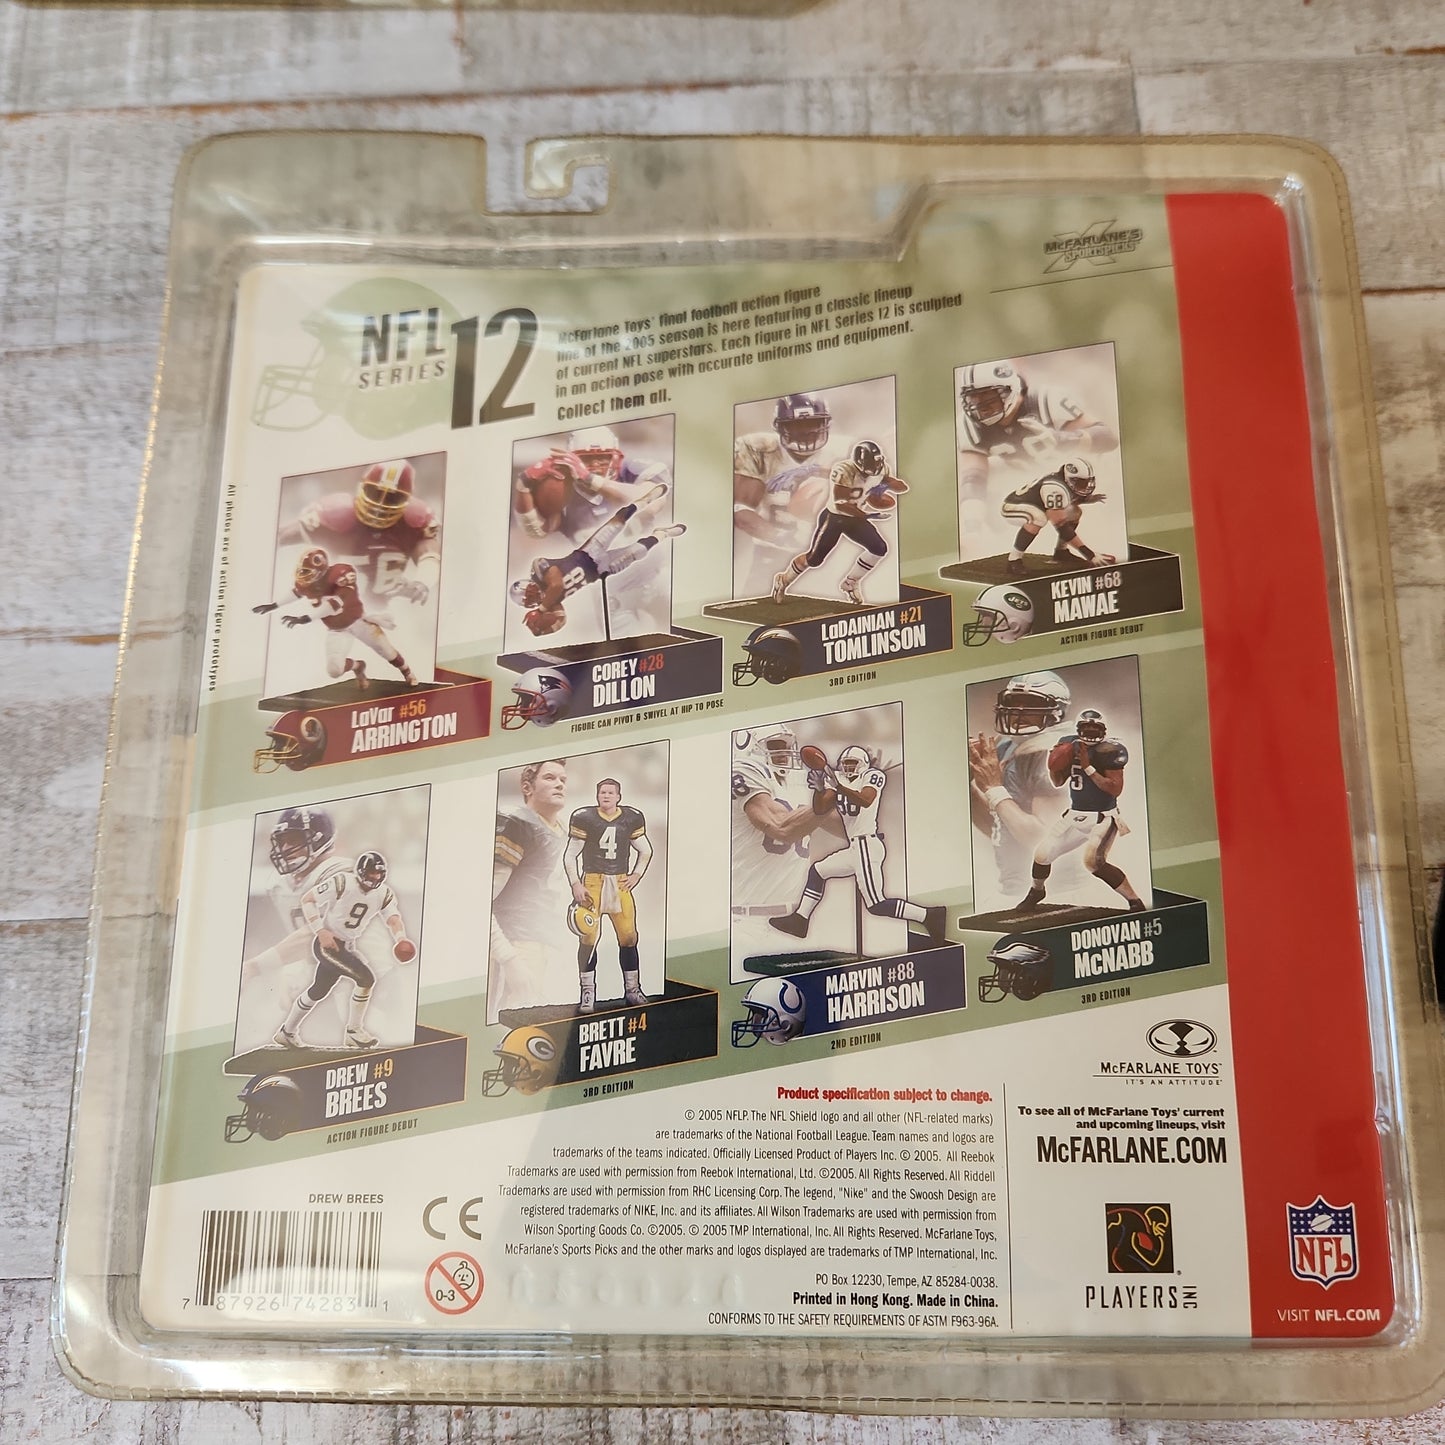 McFARLANE'S
SPORTSPICKS
NFL
SERIES
12
McFarlane Toys' final football action figure
line of the 2005 season is here featuring a classic lineup
of current NFL superstars. Each figure in NFL Series 12 is sculpted
in an action pose with accurate uniforms and equipment.
Collect them all.
All photos are of action figure prototypes
LaVar #56
ARRINGTON
COREY #28
DILLON
FIGURE CAN PIVOT & SWIVEL AT HIP TO POSE
LaDAINIAN #21
TOMLINSON
3RD EDITION
68
KEVIN #68
MAWAE
ACTION FIGURE DEBUT
9
DREW #9
BREES
ACTION FIGURE DEBUT
4
BRETT #4
FAVRE
3RD EDITION
88
88
MARVIN #88
HARRISON
2ND EDITION
5
DONOVAN #5
McNABB
3RD EDITION
McFARLANE TOYS™
IT'S AN ATTITUDE
To see all of McFarlane Toys' current
and upcoming lineups, visit
McFARLANE.COM
Product specification subject to change.
© 2005 NFLP. The NFL Shield logo and all other (NFL-related marks)
are trademarks of the National Football League. Team names and logos are
trademarks of the teams indicated. Officially Licensed Product of Players Inc. © 2005. All Reebok
Trademarks are used with permission from Reebok International, Ltd. ©2005. All Rights Reserved. All Riddell
Trademarks are used with permission from RHC Licensing Corp. The legend, "Nike" and the Swoosh Design are
registered trademarks of NIKE, Inc. and its affiliates. All Wilson Trademarks are used with permission from
Wilson Sporting Goods Co. ©2005. © 2005 TMP International, Inc. All Rights Reserved. McFarlane Toys,
McFarlane's Sports Picks and the other marks and logos displayed are trademarks of TMP International, Inc.
PO Box 12230, Tempe, AZ 85284-0038.
Printed in Hong Kong. Made in China.
CONFORMS TO THE SAFETY REQUIREMENTS OF ASTM F963-96A.
DREW BREES
7 87926 74283 1
CE
0-3
PLAYERS INC
NFL
VISIT NFL.COM